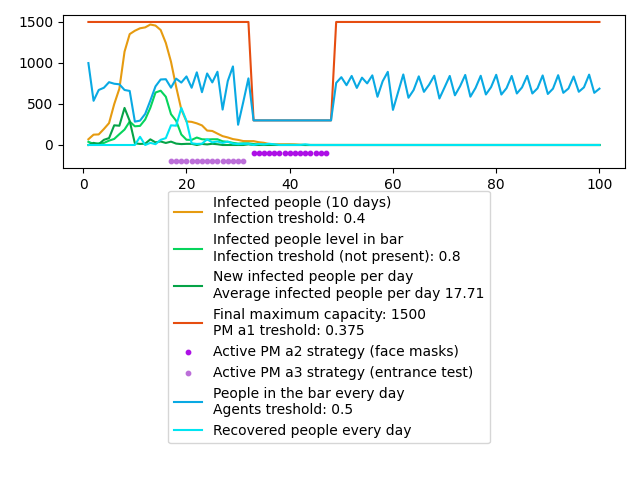 1500
1000
500
0
0
20
40
60
80
100
Infected people (10 days)
Infection treshold: 0.4
Infected people level in bar
Infection treshold (not present): 0.8
New infected people per day
Average infected people per day 17.71
Final maximum capacity: 1500
PM a1 treshold: 0.375
Active PM a2 strategy (face masks)
Active PM a3 strategy (entrance test)
People in the bar every day
Agents treshold: 0.5
Recovered people every day